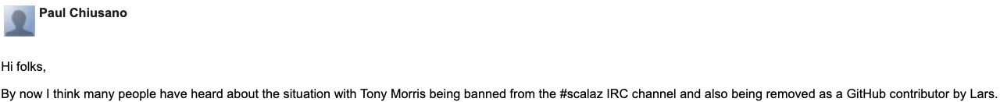 Paul Chiusano
Hi folks,
By now I think many people have heard about the situation with Tony Morris being banned from the #scalaz IRC channel and also being removed as a GitHub contributor by Lars.